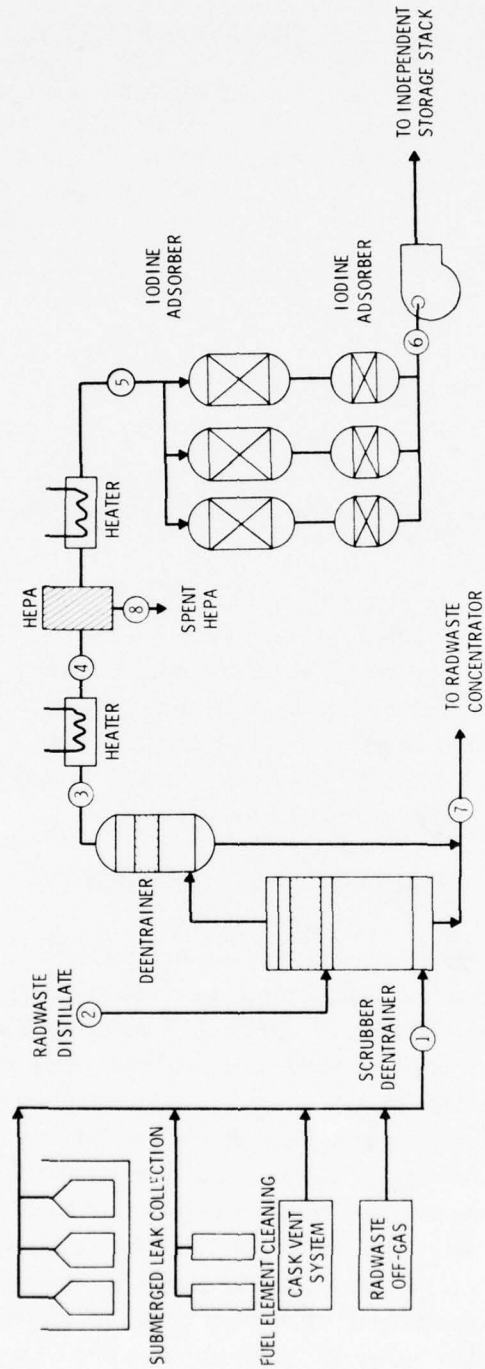 SUBMERGED LEAK COLLECTION
FUEL ELEMENT CLEANING
CASK VENT
SYSTEM
RADWASTE
OFF-GAS
1
RADWASTE
DISTILLATE
2
SCRUBBER
DEENTRAINER
DEENTRAINER
3
HEATER
4
HEPA
8
SPENT
HEPA
HEATER
5
IODINE
ADSORBER
IODINE
ADSORBER
6
TO INDEPENDENT
STORAGE STACK
7
TO RADWASTE
CONCENTRATOR